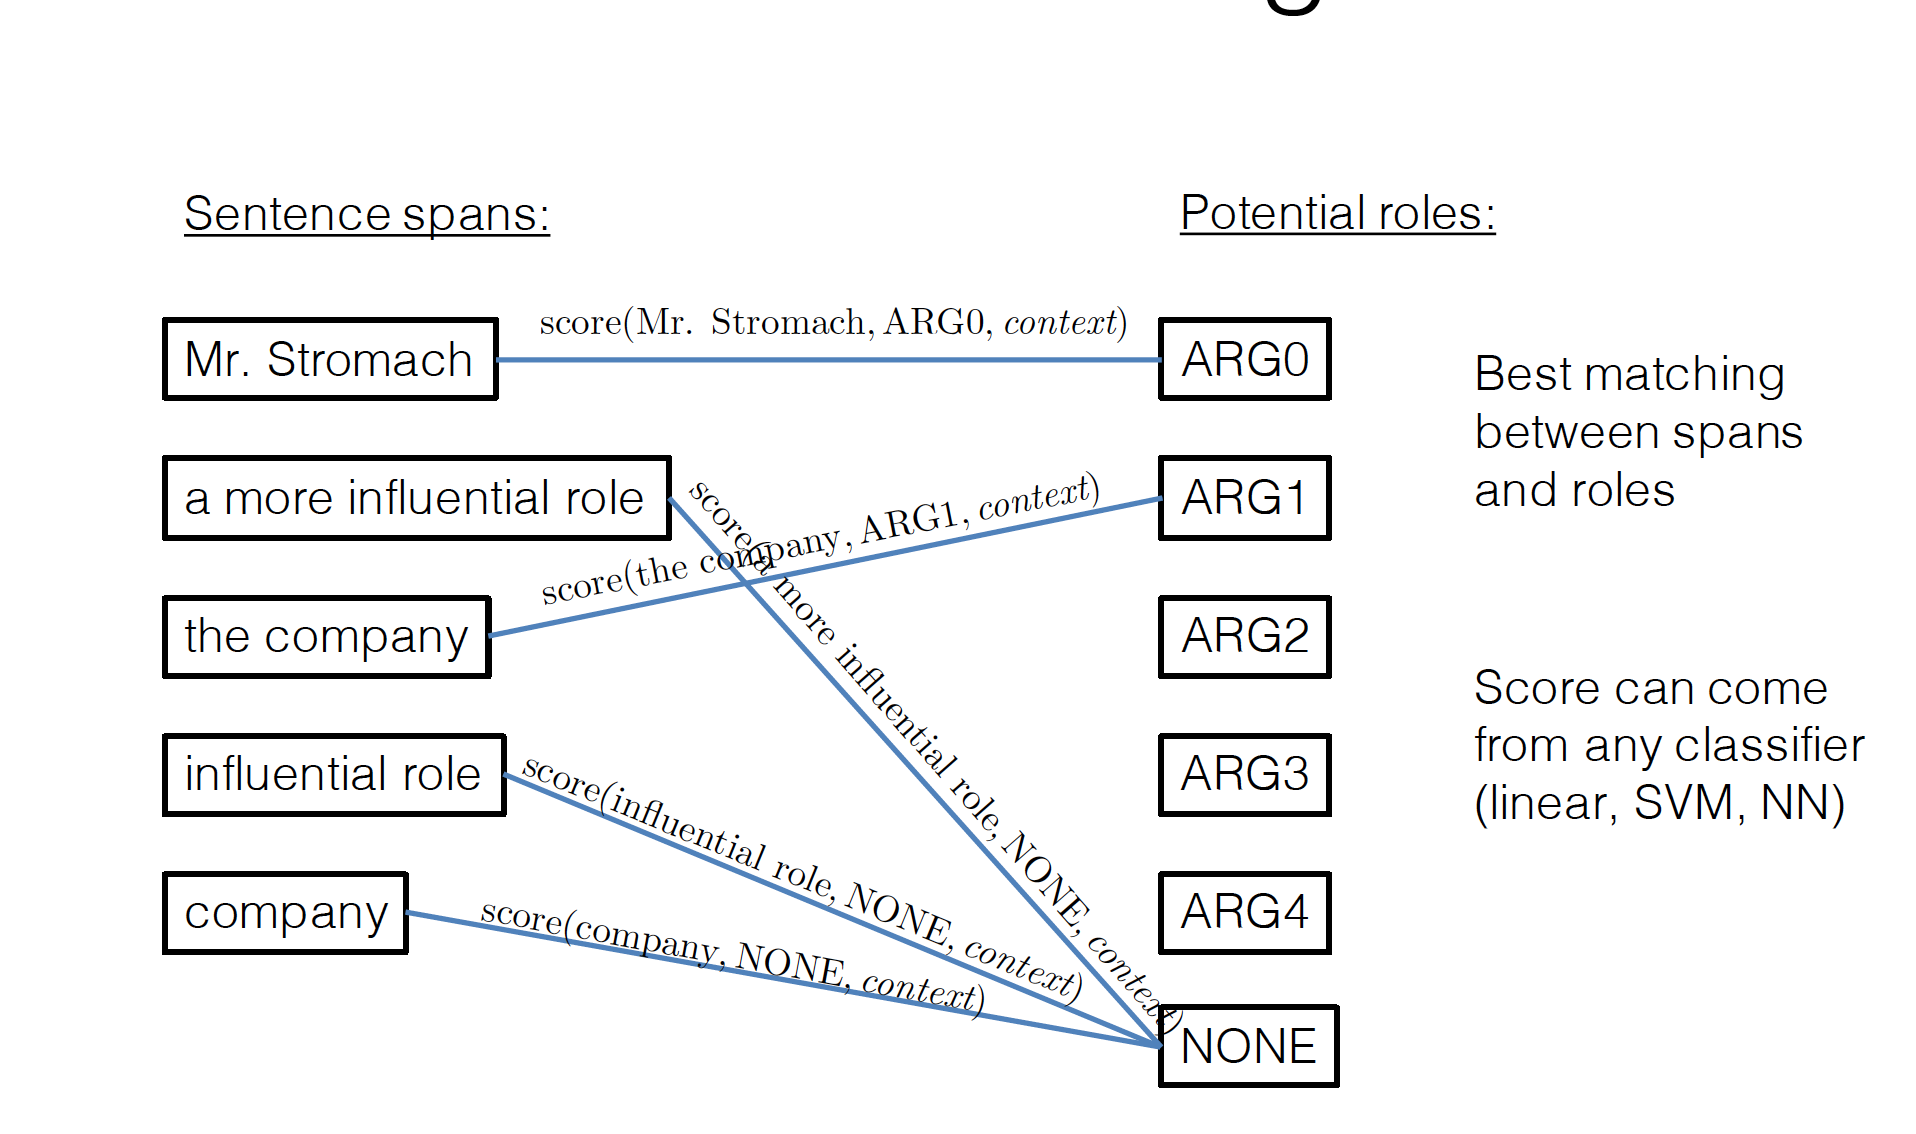 Sentence spans:
Potential roles:
Mr. Stromach
score(Mr. Stromach, ARG0, context)
ARG0
Best matching
between spans
and roles
a more influential role
score(a more influential role, NONE, context)
ARG1
the company
score(the company, ARG1, context)
ARG2
Score can come
from any classifier
(linear, SVM, NN)
influential role
score(influential role, NONE, context)
ARG3
company
score(company, NONE, context)
ARG4
NONE